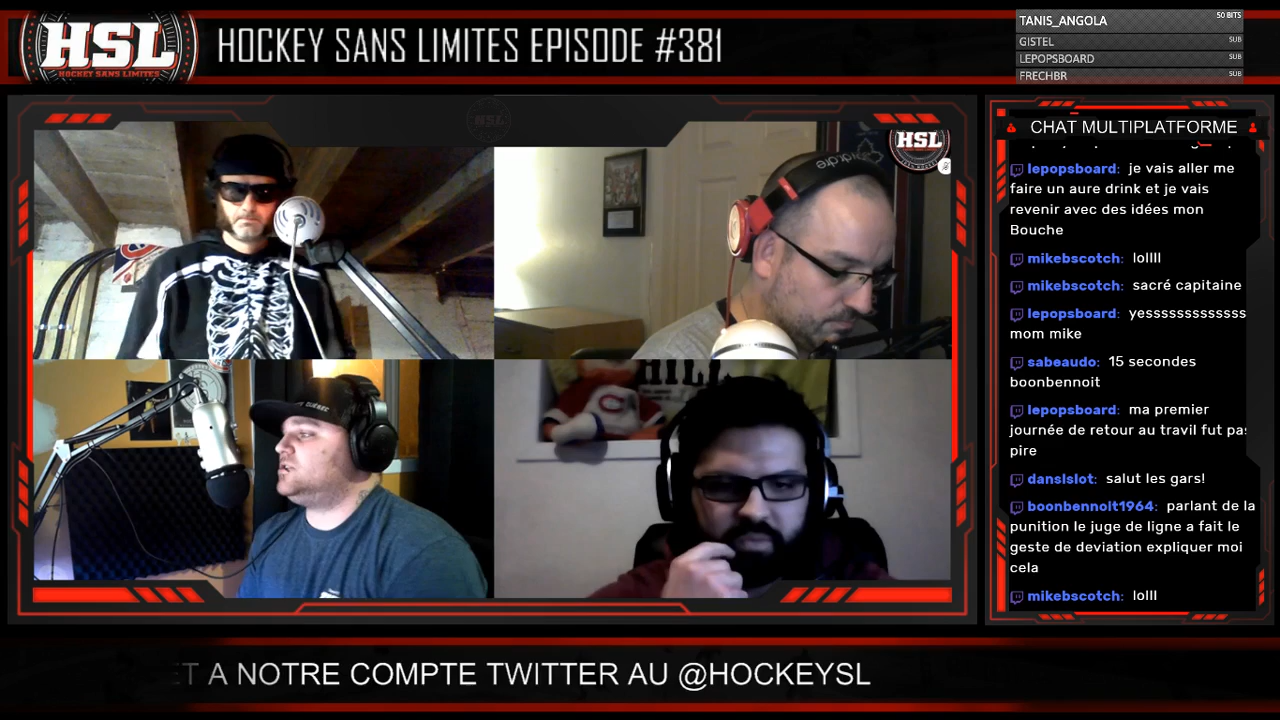 HSL
HOCKEY SANS LIMITES
HOCKEY SANS LIMITES EPISODE #381
TANIS_ANGOLA 50 BITS
GISTEL SUB
LEPOPSBOARD SUB
FRECHBR SUB
HSL
HSL
CHAT MULTIPLATFORME
lepopsboard: je vais aller me
faire un aure drink et je vais
revenir avec des idées mon
Bouche
mikebscotch: lollll
mikebscotch: sacré capitaine
lepopsboard: yesssssssssssss
mom mike
sabeaudo: 15 secondes
boonbennoit
lepopsboard: ma premier
journée de retour au travil fut pas
pire
danslslot: salut les gars!
boonbennoit1964: parlant de la
punition le juge de ligne a fait le
geste de deviation expliquer moi
cela
mikebscotch: lolll
ET A NOTRE COMPTE TWITTER AU @HOCKEYSL